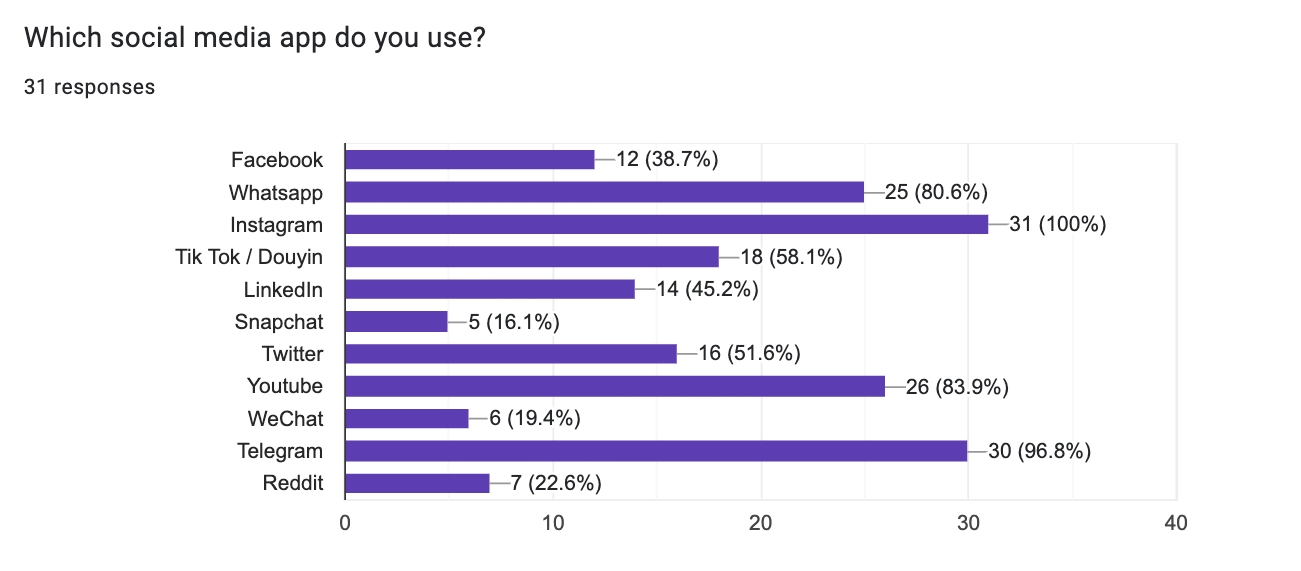 Which social media app do you use?
31 responses
Facebook 12 (38.7%)
Whatsapp 25 (80.6%)
Instagram 31 (100%)
Tik Tok / Douyin 18 (58.1%)
LinkedIn 14 (45.2%)
Snapchat 5 (16.1%)
Twitter 16 (51.6%)
Youtube 26 (83.9%)
WeChat 6 (19.4%)
Telegram 30 (96.8%)
Reddit 7 (22.6%)
0 10 20 30 40